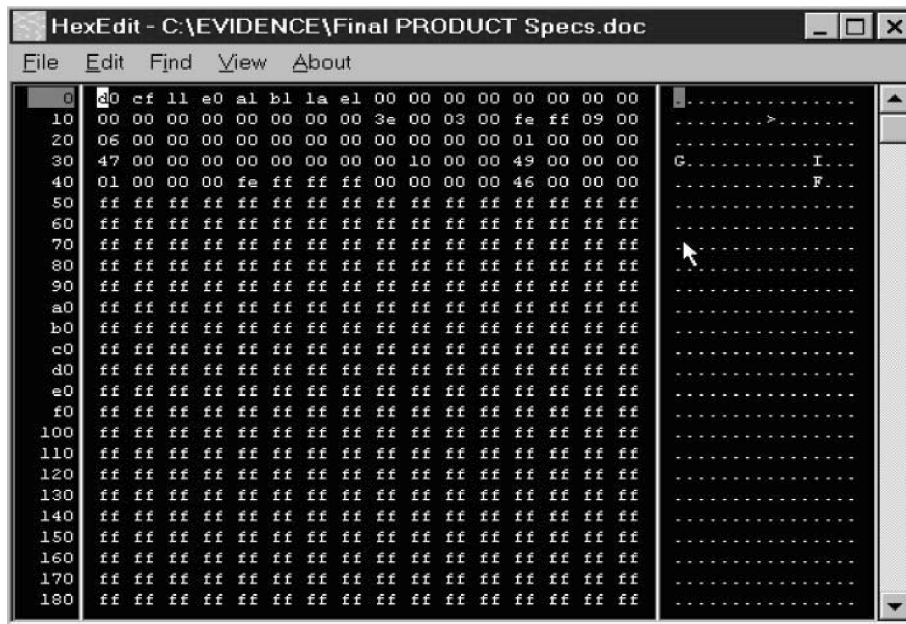 HexEdit - C:\EVIDENCE\Final PRODUCT Specs.doc
File Edit Find View About
0 d0 cf 11 e0 a1 b1 1a e1 00 00 00 00 00 00 00 00 ................
10 00 00 00 00 00 00 00 00 3e 00 03 00 fe ff 09 00 ........>.......
20 06 00 00 00 00 00 00 00 00 00 00 00 01 00 00 00 ................
30 47 00 00 00 00 00 00 00 00 10 00 00 49 00 00 00 G...........I...
40 01 00 00 00 fe ff ff ff 00 00 00 00 46 00 00 00 ............F...
50 ff ff ff ff ff ff ff ff ff ff ff ff ff ff ff ff ................
60 ff ff ff ff ff ff ff ff ff ff ff ff ff ff ff ff ................
70 ff ff ff ff ff ff ff ff ff ff ff ff ff ff ff ff ................
80 ff ff ff ff ff ff ff ff ff ff ff ff ff ff ff ff ................
90 ff ff ff ff ff ff ff ff ff ff ff ff ff ff ff ff ................
a0 ff ff ff ff ff ff ff ff ff ff ff ff ff ff ff ff ................
b0 ff ff ff ff ff ff ff ff ff ff ff ff ff ff ff ff ................
c0 ff ff ff ff ff ff ff ff ff ff ff ff ff ff ff ff ................
d0 ff ff ff ff ff ff ff ff ff ff ff ff ff ff ff ff ................
e0 ff ff ff ff ff ff ff ff ff ff ff ff ff ff ff ff ................
f0 ff ff ff ff ff ff ff ff ff ff ff ff ff ff ff ff ................
100 ff ff ff ff ff ff ff ff ff ff ff ff ff ff ff ff ................
110 ff ff ff ff ff ff ff ff ff ff ff ff ff ff ff ff ................
120 ff ff ff ff ff ff ff ff ff ff ff ff ff ff ff ff ................
130 ff ff ff ff ff ff ff ff ff ff ff ff ff ff ff ff ................
140 ff ff ff ff ff ff ff ff ff ff ff ff ff ff ff ff ................
150 ff ff ff ff ff ff ff ff ff ff ff ff ff ff ff ff ................
160 ff ff ff ff ff ff ff ff ff ff ff ff ff ff ff ff ................
170 ff ff ff ff ff ff ff ff ff ff ff ff ff ff ff ff ................
180 ff ff ff ff ff ff ff ff ff ff ff ff ff ff ff ff ................